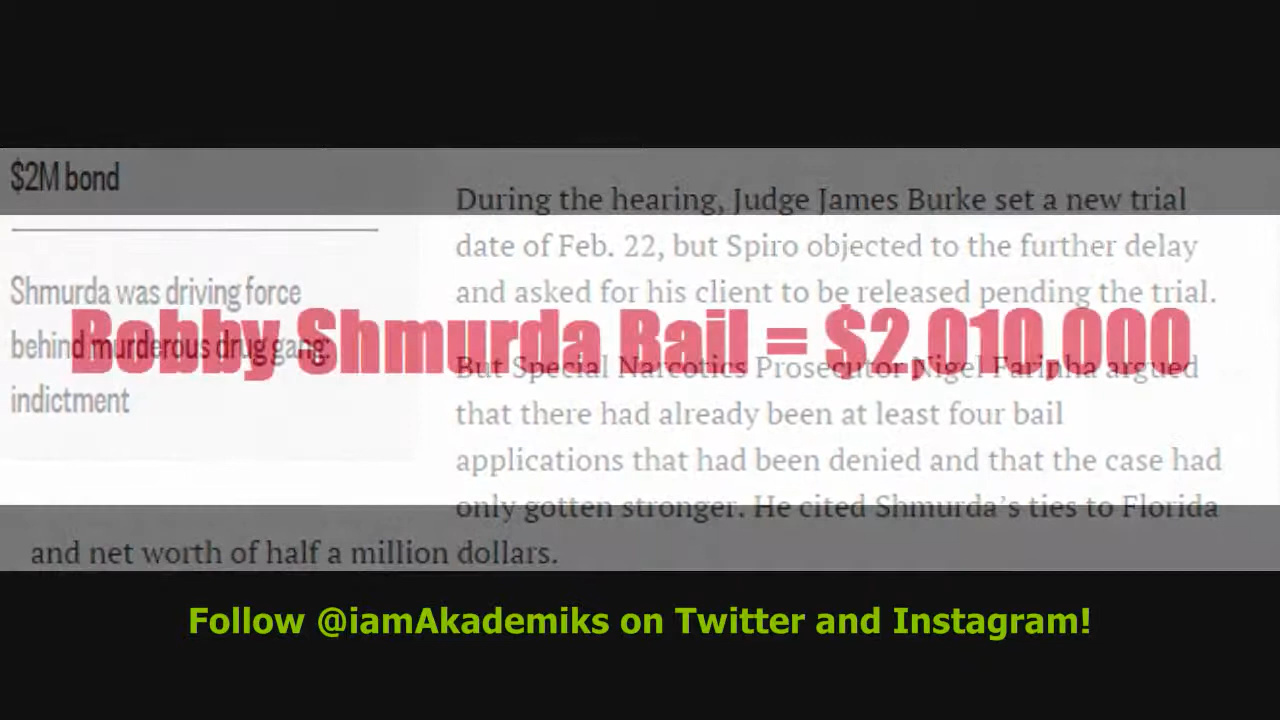 $2M bond
Shmurda was driving force
behind murderous drug gang:
indictment
During the hearing, Judge James Burke set a new trial
date of Feb. 22, but Spiro objected to the further delay
and asked for his client to be released pending the trial.
Bobby Shmurda Bail = $2,010,000
But Special Narcotics Prosecutor Nigel Farinha argued
that there had already been at least four bail
applications that had been denied and that the case had
only gotten stronger. He cited Shmurda's ties to Florida
and net worth of half a million dollars.
Follow @iamAkademiks on Twitter and Instagram!